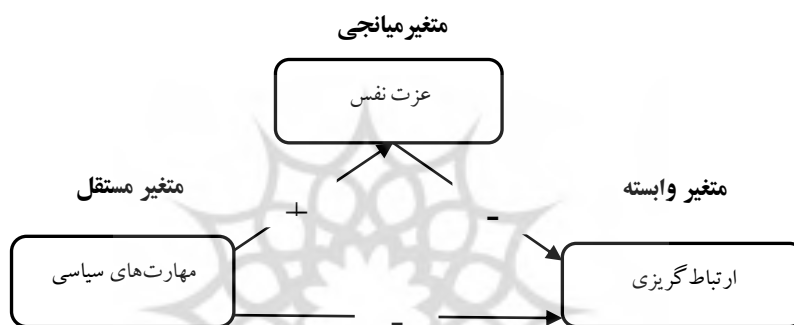 متغیر میانجی
عزت نفس
متغیر مستقل
متغیر وابسته
+
-
مهارت‌های سیاسی
ارتباط‌گریزی
-